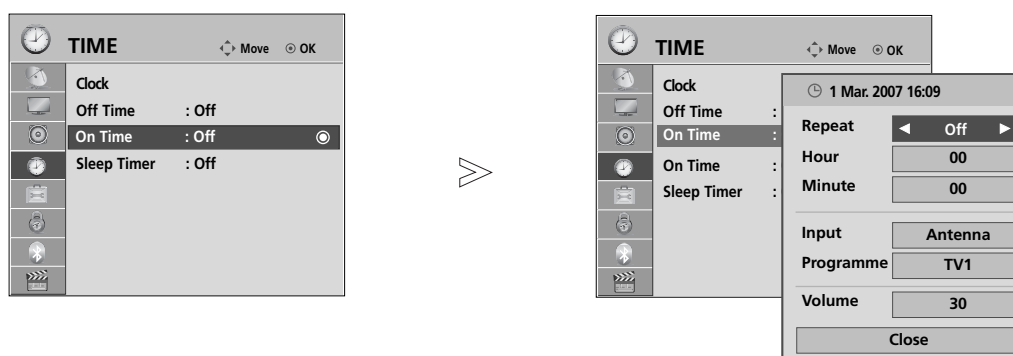 TIME Move OK
Clock
Off Time : Off
On Time : Off
Sleep Timer : Off
TIME Move OK
Clock
Off Time :
On Time :
On Time :
Sleep Timer :
1 Mar. 2007 16:09
Repeat Off
Hour 00
Minute 00
Input Antenna
Programme TV1
Volume 30
Close